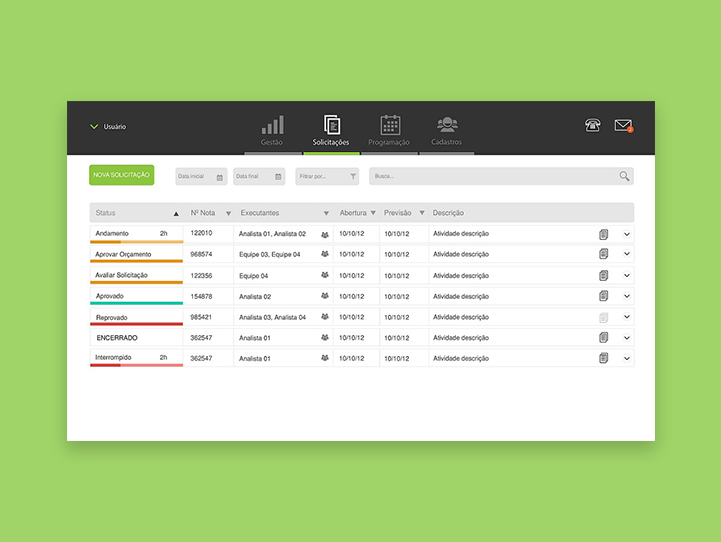 Usuário
Gestão
Solicitações
Programação
Cadastros
2
NOVA SOLICITAÇÃO
Data inicial
Data final
Filtrar por...
Busca...
Status Nº Nota Executantes Abertura Previsão Descrição
Andamento 2h 122010 Analista 01, Analista 02 10/10/12 10/10/12 Atividade descrição
Aprovar Orçamento 968574 Equipe 03, Equipe 04 10/10/12 10/10/12 Atividade descrição
Avaliar Solicitação 122356 Equipe 04 10/10/12 10/10/12 Atividade descrição
Aprovado 154878 Analista 02 10/10/12 10/10/12 Atividade descrição
Reprovado 985421 Analista 03, Analista 04 10/10/12 10/10/12 Atividade descrição
ENCERRADO 362547 Analista 01 10/10/12 10/10/12 Atividade descrição
Interrompido 2h 362547 Analista 01 10/10/12 10/10/12 Atividade descrição